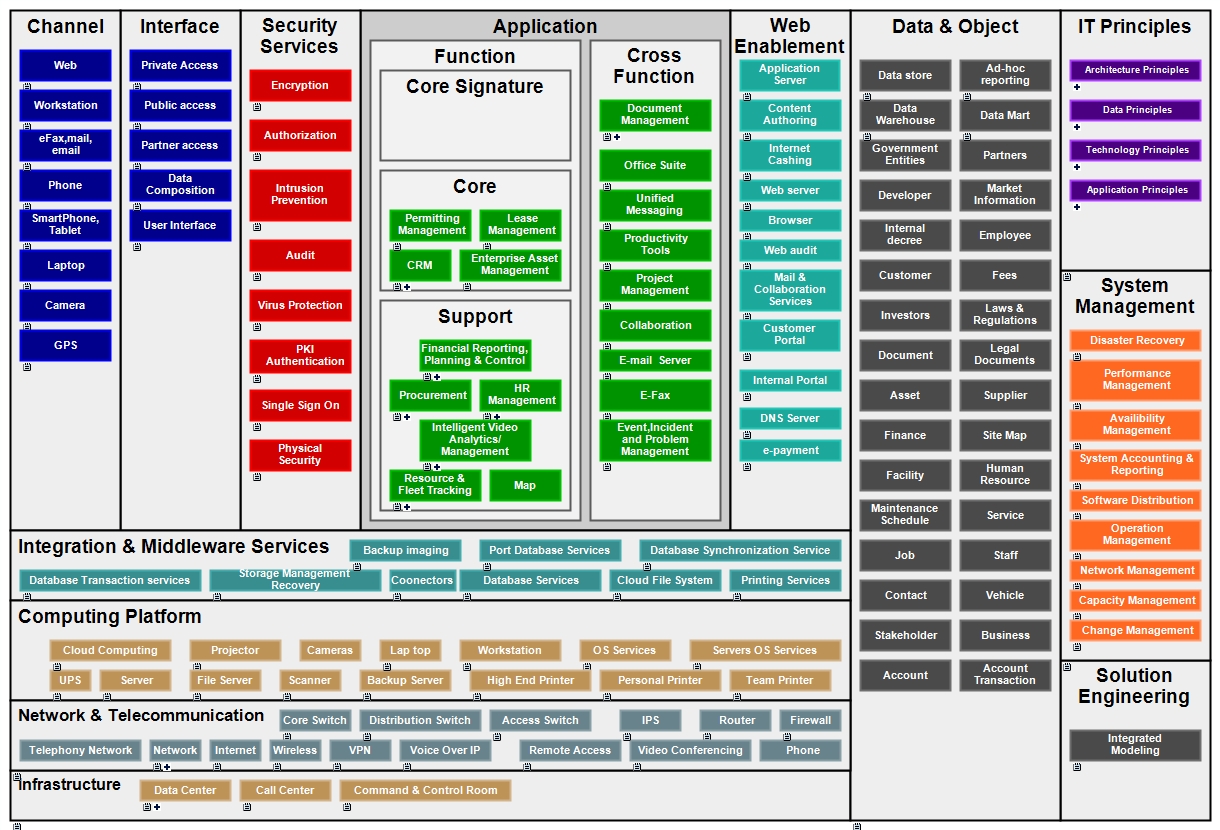 Channel
Web
Workstation
eFax,mail,
email
Phone
SmartPhone,
Tablet
Laptop
Camera
GPS
Interface
Private Access
Public access
Partner access
Data
Composition
User Interface
Security
Services
Encryption
Authorization
Intrusion
Prevention
Audit
Virus Protection
PKI
Authentication
Single Sign On
Physical
Security
Application
Function
Core Signature
Core
Permitting
Management
Lease
Management
CRM
Enterprise Asset
Management
Support
Financial Reporting,
Planning & Control
Procurement
HR
Management
Intelligent Video
Analytics/
Management
Resource &
Fleet Tracking
Map
Cross
Function
Document
Management
Office Suite
Unified
Messaging
Productivity
Tools
Project
Management
Collaboration
E-mail Server
E-Fax
Event,Incident
and Problem
Management
Web
Enablement
Application
Server
Content
Authoring
Internet
Cashing
Web server
Browser
Web audit
Mail &
Collaboration
Services
Customer
Portal
Internal Portal
DNS Server
e-payment
Data & Object
Data store
Ad-hoc
reporting
Data
Warehouse
Data Mart
Government
Entities
Partners
Developer
Market
Information
Internal
decree
Employee
Customer
Fees
Investors
Laws &
Regulations
Document
Legal
Documents
Asset
Supplier
Finance
Site Map
Facility
Human
Resource
Maintenance
Schedule
Service
Job
Staff
Contact
Vehicle
Stakeholder
Business
Account
Account
Transaction
IT Principles
Architecture Principles
Data Principles
Technology Principles
Application Principles
System
Management
Disaster Recovery
Performance
Management
Availibility
Management
System Accounting &
Reporting
Software Distribution
Operation
Management
Network Management
Capacity Management
Change Management
Solution
Engineering
Integrated
Modeling
Integration & Middleware Services
Backup imaging
Port Database Services
Database Synchronization Service
Database Transaction services
Storage Management
Recovery
Coonectors
Database Services
Cloud File System
Printing Services
Computing Platform
Cloud Computing
Projector
Cameras
Lap top
Workstation
OS Services
Servers OS Services
UPS
Server
File Server
Scanner
Backup Server
High End Printer
Personal Printer
Team Printer
Network & Telecommunication
Core Switch
Distribution Switch
Access Switch
IPS
Router
Firewall
Telephony Network
Network
Internet
Wireless
VPN
Voice Over IP
Remote Access
Video Conferencing
Phone
Infrastructure
Data Center
Call Center
Command & Control Room